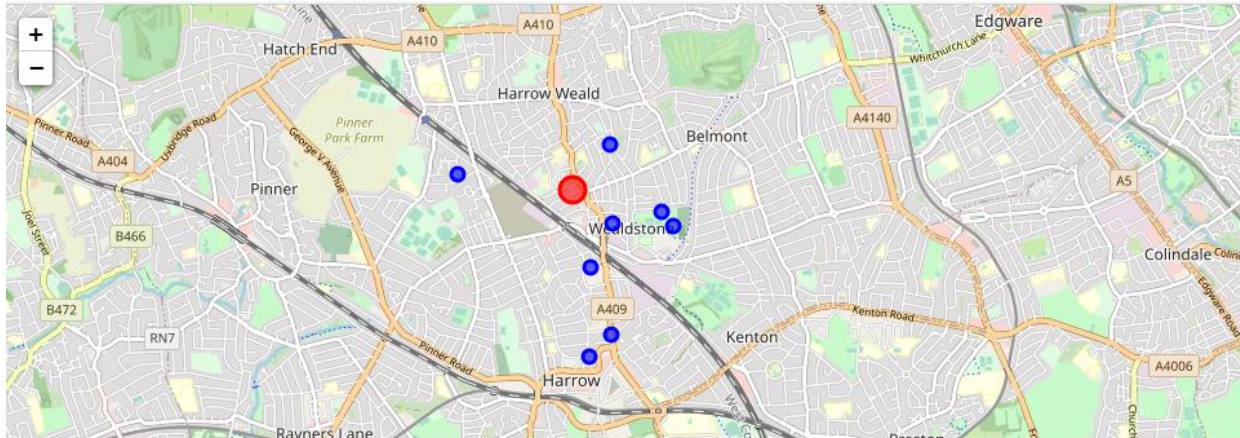 +
−
Hatch End
A410
A410
Edgware
Whitchurch Lane
Harrow Weald
Pinner Road
Uxbridge Road
Pinner
Park Farm
George V Avenue
A4140
Belmont
A404
A5
Pinner
Joel Street
B466
Wealdstone
Colindale
Edgware Road
B472
A409
RN7
Kenton
Kenton Road
Pinner Road
Harrow
A4006
Rayners Lane
Preston